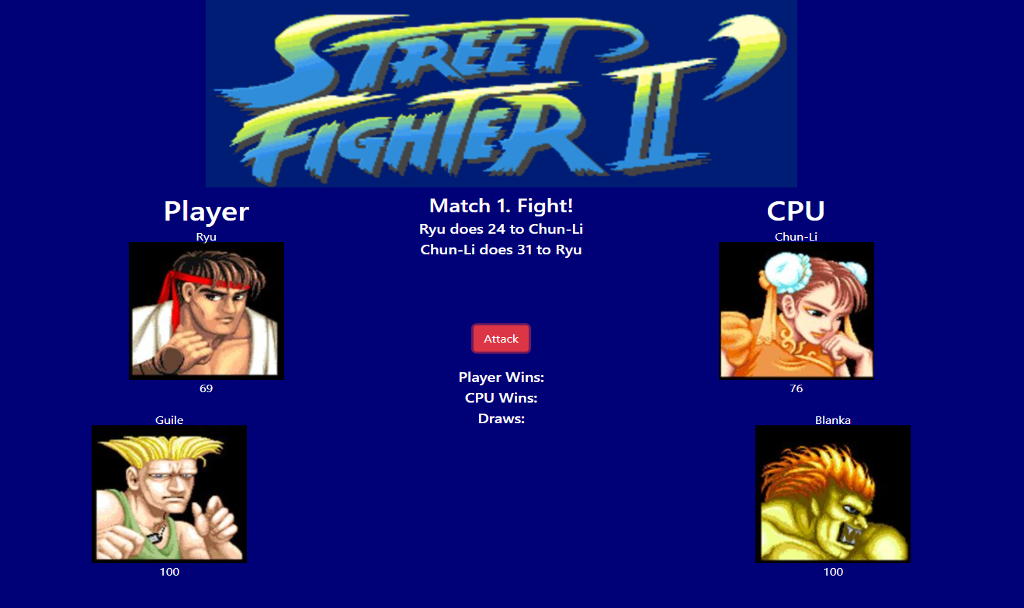 STREET
FIGHTER II'
Player
Ryu
69
Guile
100
Match 1. Fight!
Ryu does 24 to Chun-Li
Chun-Li does 31 to Ryu
Attack
Player Wins:
CPU Wins:
Draws:
CPU
Chun-Li
76
Blanka
100